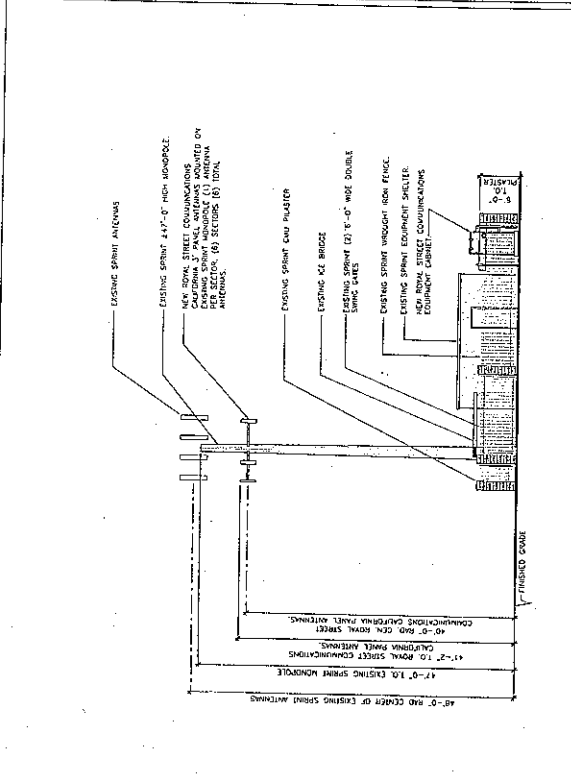 EXISTING SPRINT ANTENNAS
EXISTING SPRINT ±47'-0" HIGH MONOPOLE.
NEW ROYAL STREET COMMUNICATIONS
CALIFORNIA 5' PANEL ANTENNAS MOUNTED ON
EXISTING SPRINT MONOPOLE (1) ANTENNA
PER SECTOR, (6) SECTORS (6) TOTAL
ANTENNAS.
EXISTING SPRINT CMU PILASTER
EXISTING ICE BRIDGE
EXISTING SPRINT (2) 6'-0" WIDE DOUBLE
SWING GATES
EXISTING SPRINT WROUGHT IRON FENCE.
EXISTING SPRINT EQUIPMENT SHELTER.
NEW ROYAL STREET COMMUNICATIONS
EQUIPMENT CABINET.
6'-0"
T.O.
PILASTER
FINISHED GRADE
40'-0" RAD. CEN. ROYAL STREET
COMMUNICATIONS CALIFORNIA PANEL ANTENNAS.
41'-2" T.O. ROYAL STREET COMMUNICATIONS
CALIFORNIA PANEL ANTENNAS.
47'-0" T.O. EXISTING SPRINT MONOPOLE
48'-0" RAD CENTER OF EXISTING SPRINT ANTENNAS